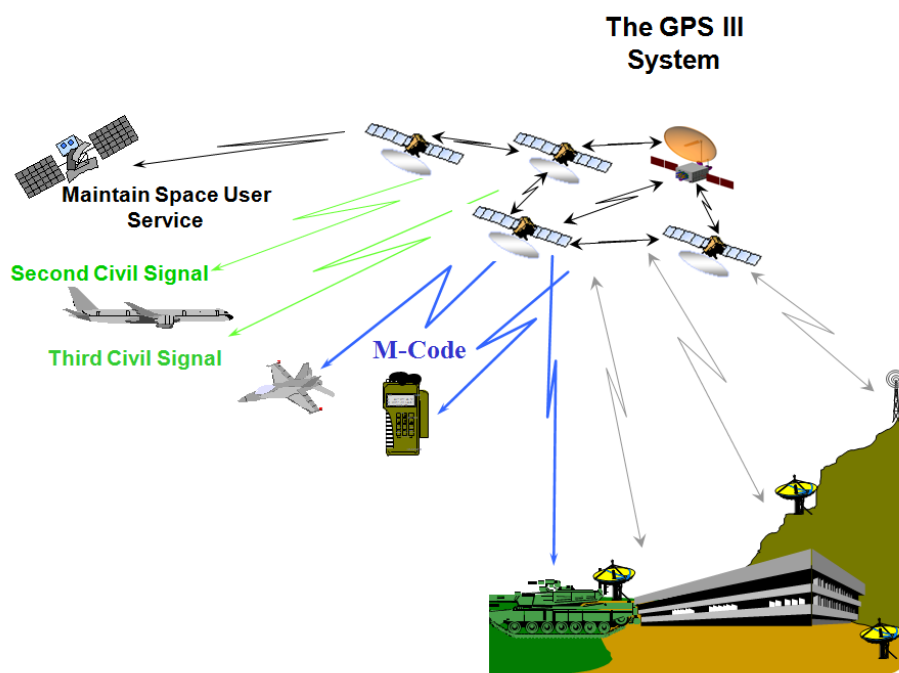 The GPS III
System
Maintain Space User
Service
Second Civil Signal
Third Civil Signal
M-Code